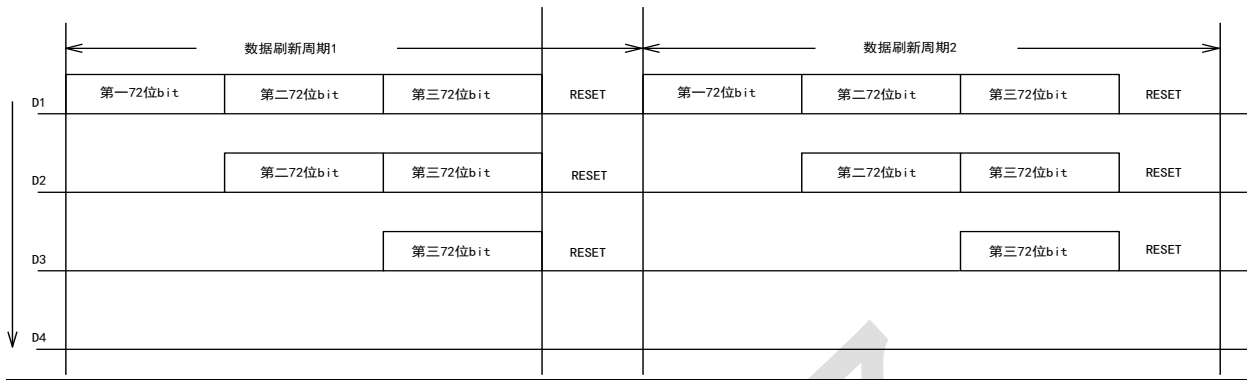 数据刷新周期1 数据刷新周期2
D1 第一72位bit 第二72位bit 第三72位bit RESET 第一72位bit 第二72位bit 第三72位bit RESET
D2 第二72位bit 第三72位bit RESET 第二72位bit 第三72位bit RESET
D3 第三72位bit RESET 第三72位bit RESET
D4